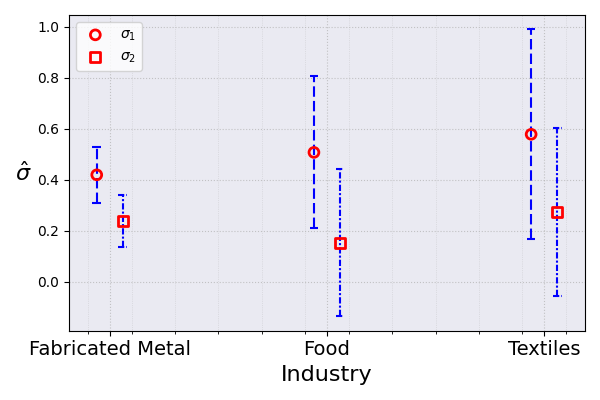 σ₁
σ₂
1.0
0.8
0.6
0.4
0.2
0.0
σ̂
Fabricated Metal Food Textiles
Industry